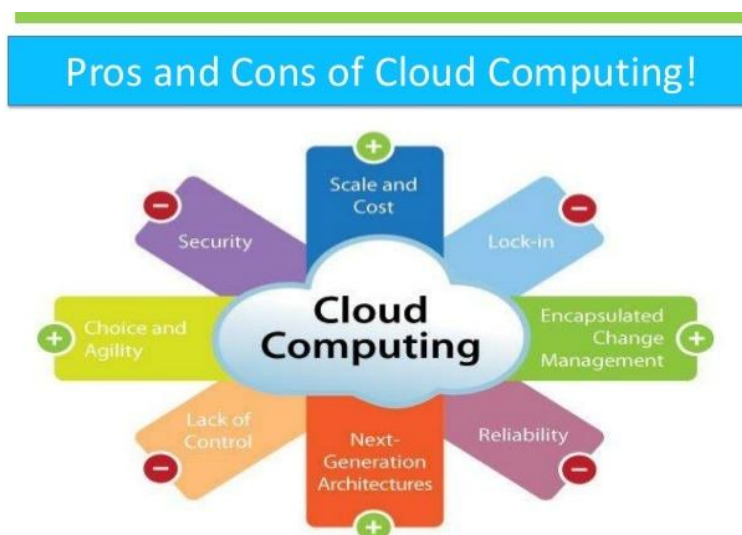 Pros and Cons of Cloud Computing!
Scale and
Cost
Security
Lock-in
Cloud
Computing
Choice and
Agility
Encapsulated
Change
Management
Lack of
Control
Next-
Generation
Architectures
Reliability